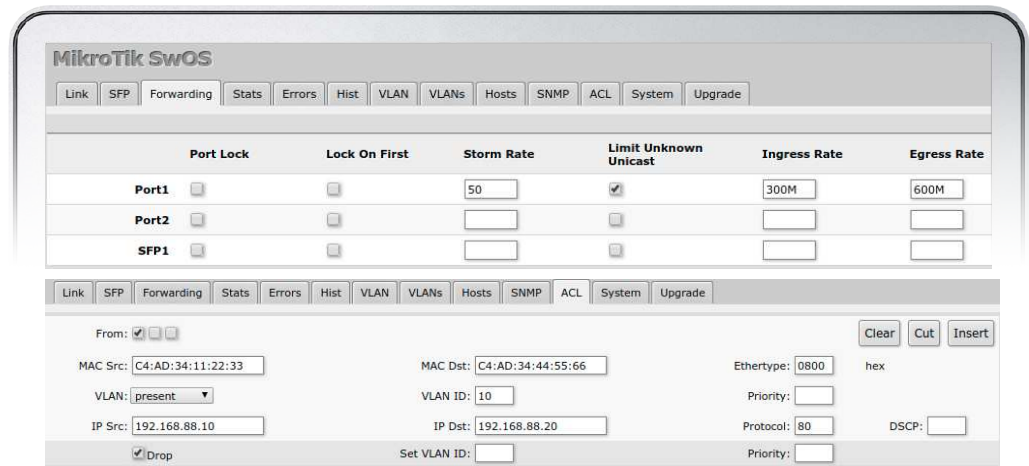 MikroTik SwOS
Link SFP Forwarding Stats Errors Hist VLAN VLANs Hosts SNMP ACL System Upgrade
Port Lock Lock On First Storm Rate Limit Unknown Unicast Ingress Rate Egress Rate
Port1 50 300M 600M
Port2
SFP1
Link SFP Forwarding Stats Errors Hist VLAN VLANs Hosts SNMP ACL System Upgrade
From: Clear Cut Insert
MAC Src: C4:AD:34:11:22:33 MAC Dst: C4:AD:34:44:55:66 Ethertype: 0800 hex
VLAN: present VLAN ID: 10 Priority:
IP Src: 192.168.88.10 IP Dst: 192.168.88.20 Protocol: 80 DSCP:
Drop Set VLAN ID: Priority: